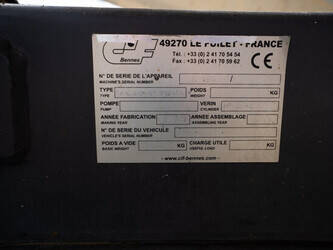 49270 LE FUILET - FRANCE
Bennes
Tél : +33 (0) 2 41 70 54 54
Fax : +33 (0) 2 41 70 59 62
CE
N° DE SERIE DE L'APPAREIL
MACHINE'S SERIAL NUMBER
TYPE POIDS KG
TYPE WEIGHT
POMPE VERIN
PUMP CYLINDER
ANNEE FABRICATION ANNEE ASSEMBLAGE
MAKING YEAR ASSEMBLING YEAR
N° DE SERIE DU VEHICULE
VEHICLE'S SERIAL NUMBER
POIDS A VIDE KG CHARGE UTILE KG
BASIC WEIGHT USEFUL LOAD
www.cif-bennes.com